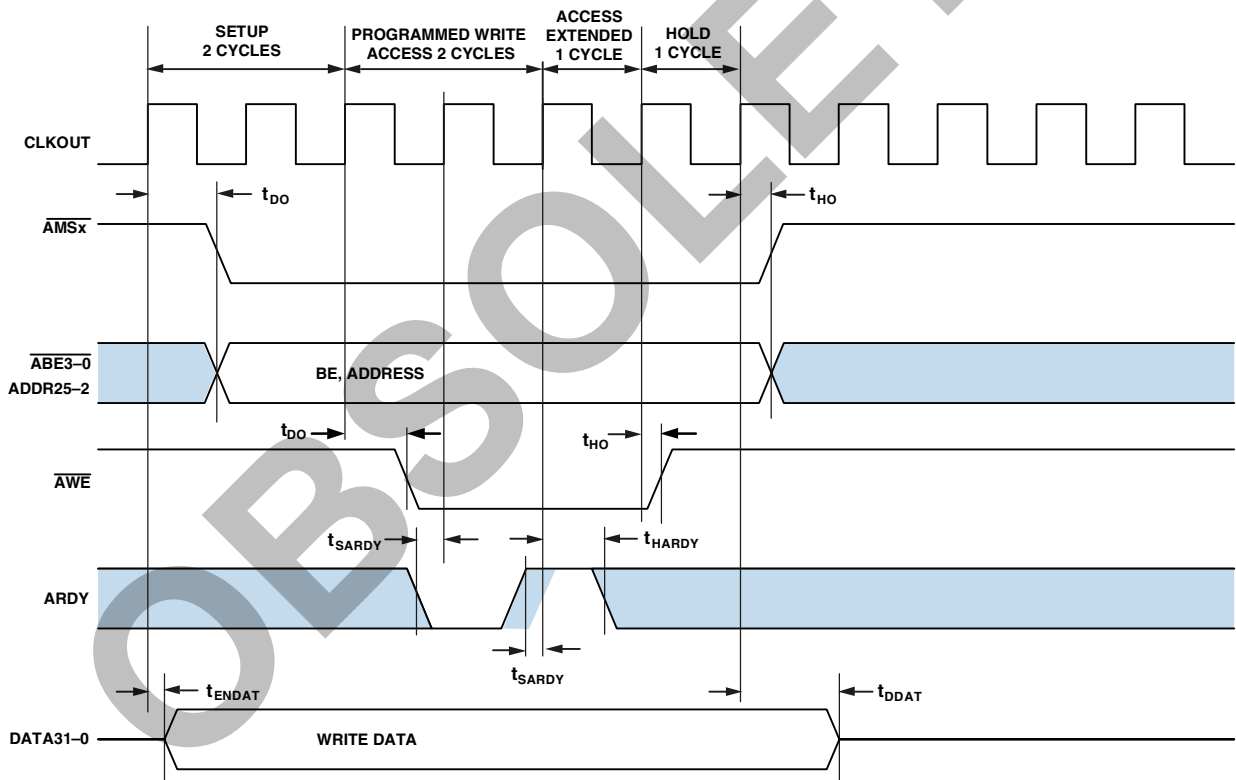 SETUP
2 CYCLES
PROGRAMMED WRITE
ACCESS 2 CYCLES
ACCESS
EXTENDED
1 CYCLE
HOLD
1 CYCLE
CLKOUT
tDO
tHO
AMSx
ABE3–0
ADDR25–2
BE, ADDRESS
tDO
tHO
AWE
tSARDY
tHARDY
ARDY
tSARDY
tENDAT
tDDAT
DATA31–0
WRITE DATA